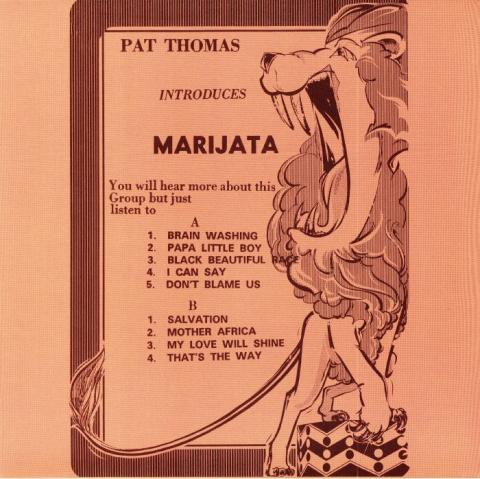 PAT THOMAS
INTRODUCES
MARIJATA
You will hear more about this
Group but just
listen to
A
1. BRAIN WASHING
2. PAPA LITTLE BOY
3. BLACK BEAUTIFUL RACE
4. I CAN SAY
5. DON'T BLAME US
B
1. SALVATION
2. MOTHER AFRICA
3. MY LOVE WILL SHINE
4. THAT'S THE WAY